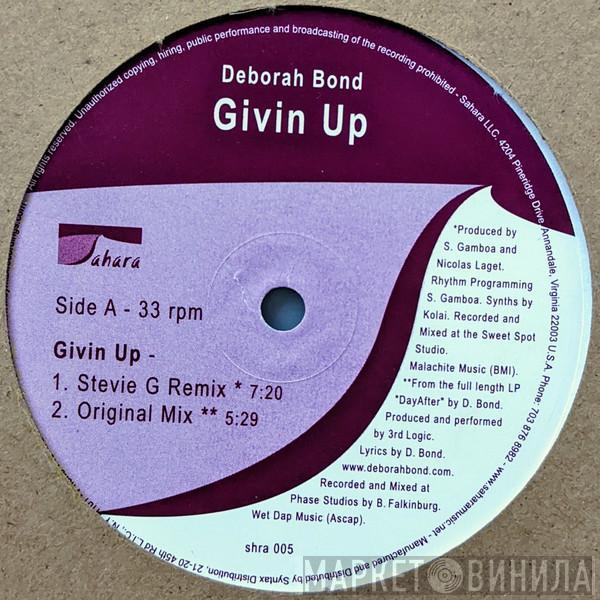 Deborah Bond
Givin Up
Sahara
Side A - 33 rpm
Givin Up -
1. Stevie G Remix * 7:20
2. Original Mix ** 5:29
*Produced by
S. Gamboa and
Nicolas Laget.
Rhythm Programming
S. Gamboa. Synths by
Kolai. Recorded and
Mixed at the Sweet Spot
Studio.
Malachite Music (BMI).
**From the full length LP
"DayAfter" by D. Bond.
Produced and performed
by 3rd Logic.
Lyrics by D. Bond.
www.deborahbond.com.
Recorded and Mixed at
Phase Studios by B. Falkinburg.
Wet Dap Music (Ascap).
shra 005
All rights reserved. Unauthorized copying, hiring, public performance and broadcasting of the recording prohibited - Sahara LLC, 4204 Pineridge Drive, Annandale, Virginia 22003 U.S.A. Phone: 703 876 8982 - www.saharamusic.net - Manufactured and Distributed by Syntax Distribution, 21-20 45th Rd L.I.C., N.Y
МАРКЕТ ВИНИЛА